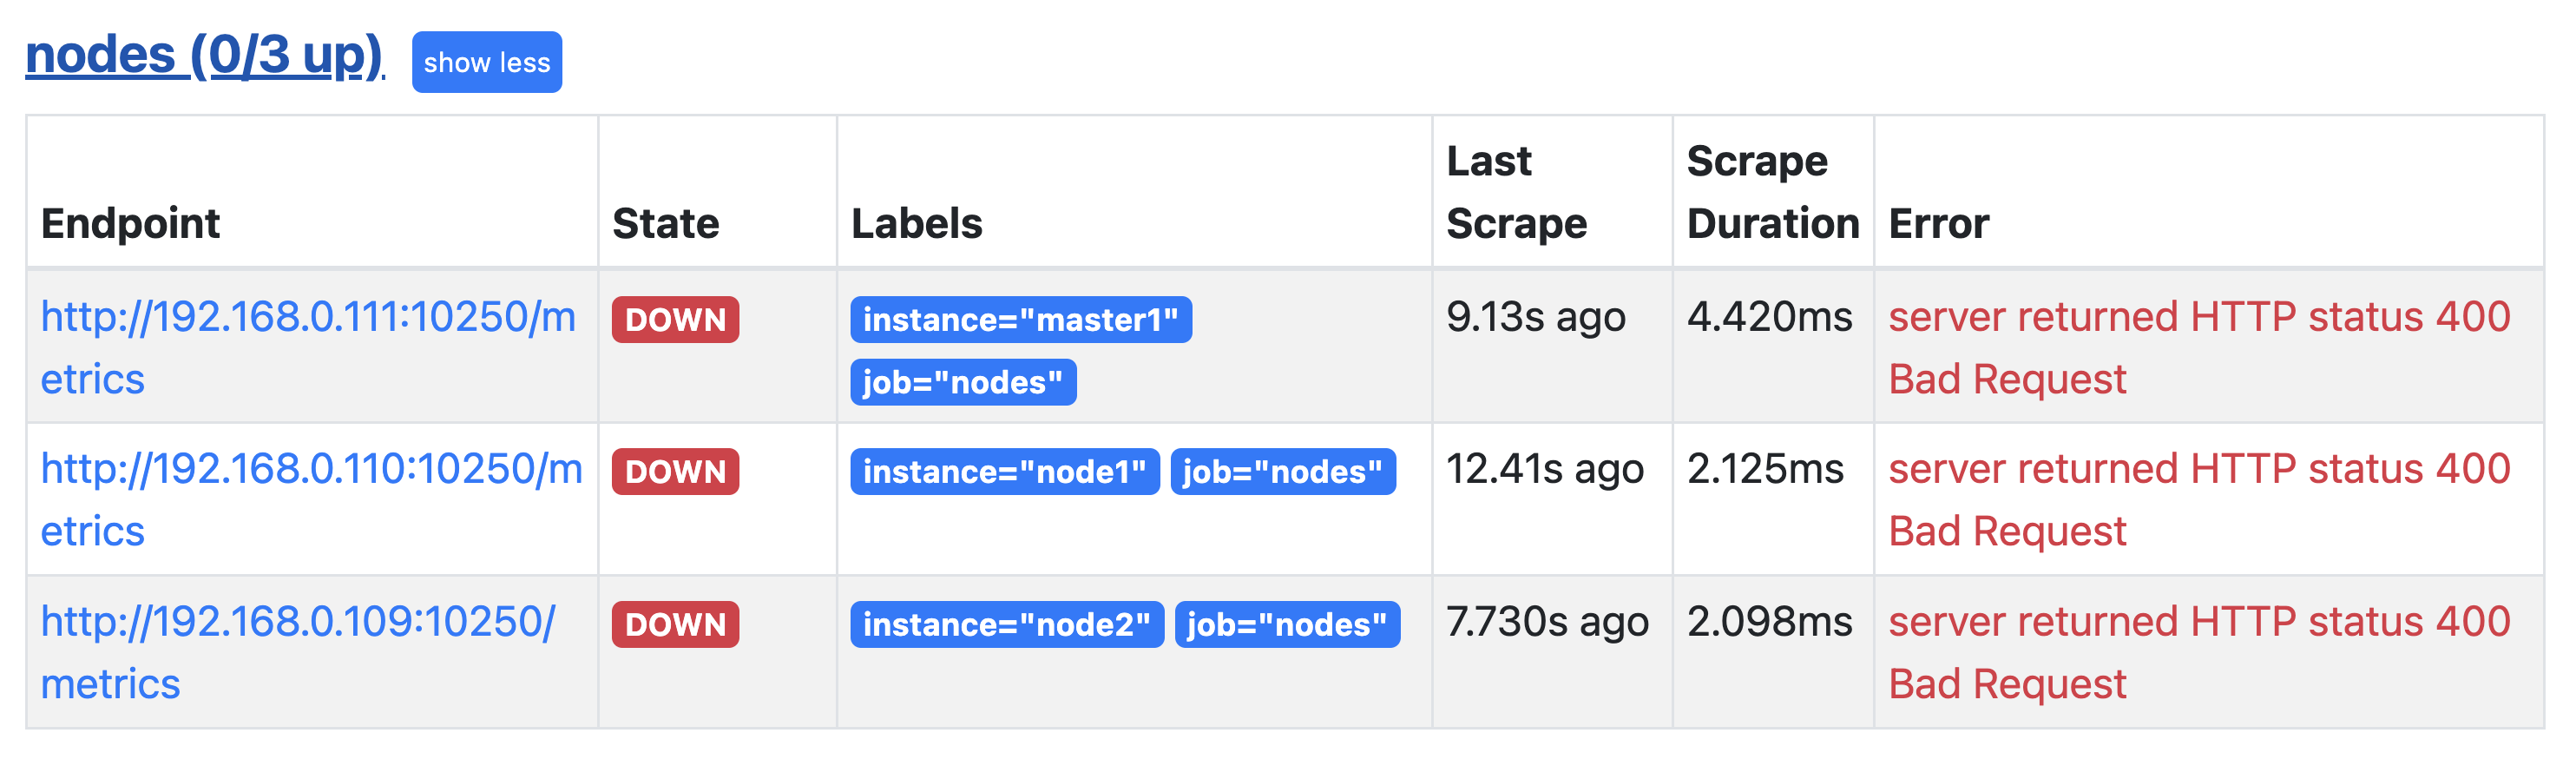 nodes (0/3 up)
show less
Endpoint State Labels Last Scrape Scrape Duration Error
http://192.168.0.111:10250/m
etrics
DOWN
instance="master1"
job="nodes"
9.13s ago
4.420ms
server returned HTTP status 400
Bad Request
http://192.168.0.110:10250/m
etrics
DOWN
instance="node1" job="nodes"
12.41s ago
2.125ms
server returned HTTP status 400
Bad Request
http://192.168.0.109:10250/
metrics
DOWN
instance="node2" job="nodes"
7.730s ago
2.098ms
server returned HTTP status 400
Bad Request